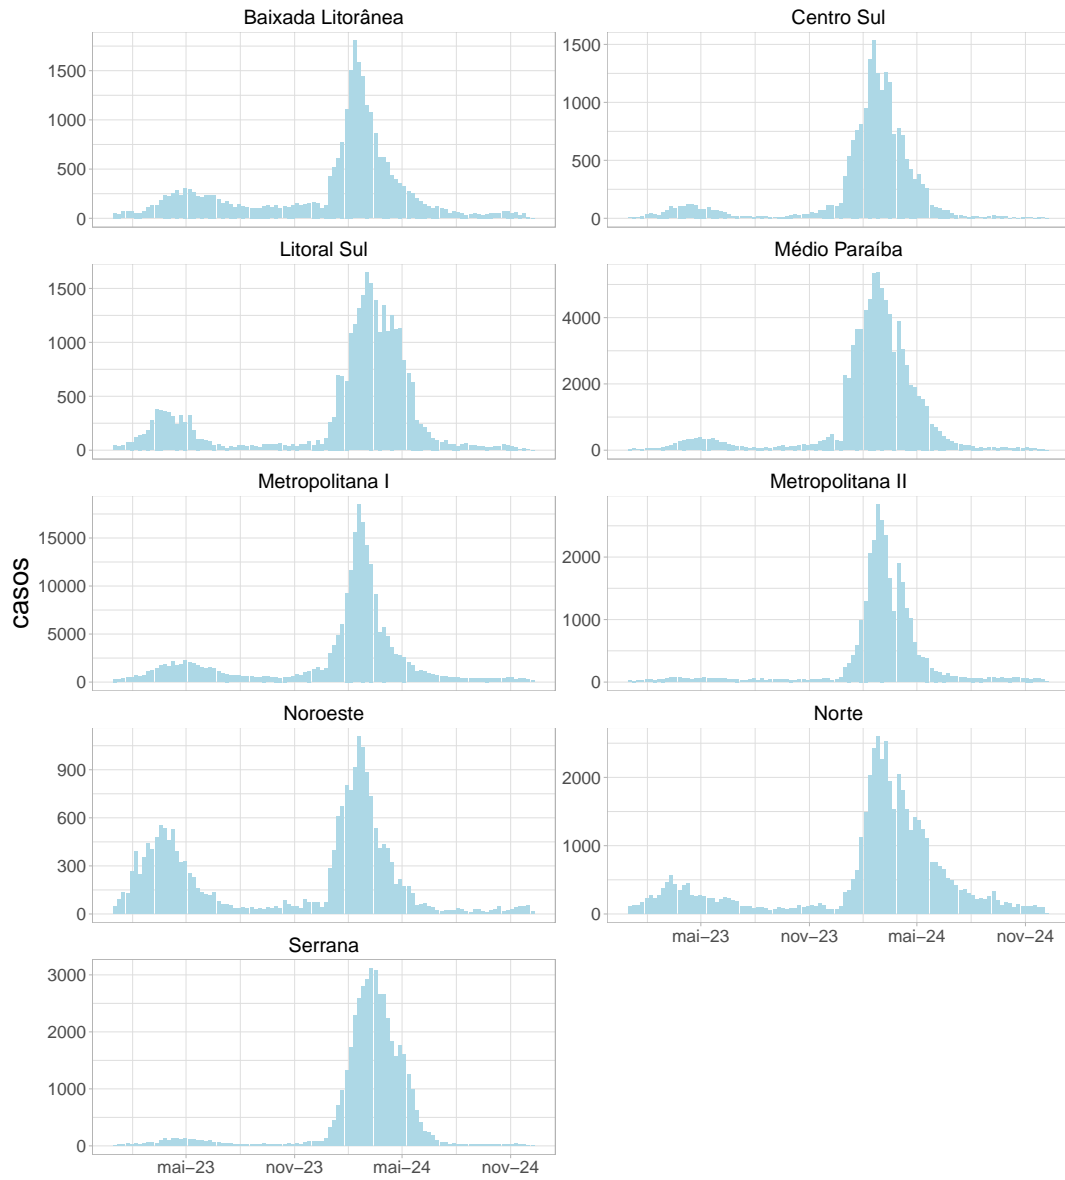 Baixada Litorânea
Centro Sul
1500
1000
500
0
1500
1000
500
0
Litoral Sul
Médio Paraíba
1500
1000
500
0
4000
2000
0
Metropolitana I
Metropolitana II
casos
15000
10000
5000
0
2000
1000
0
Noroeste
Norte
900
600
300
0
2000
1000
0
mai–23
nov–23
mai–24
nov–24
Serrana
3000
2000
1000
0
mai–23
nov–23
mai–24
nov–24